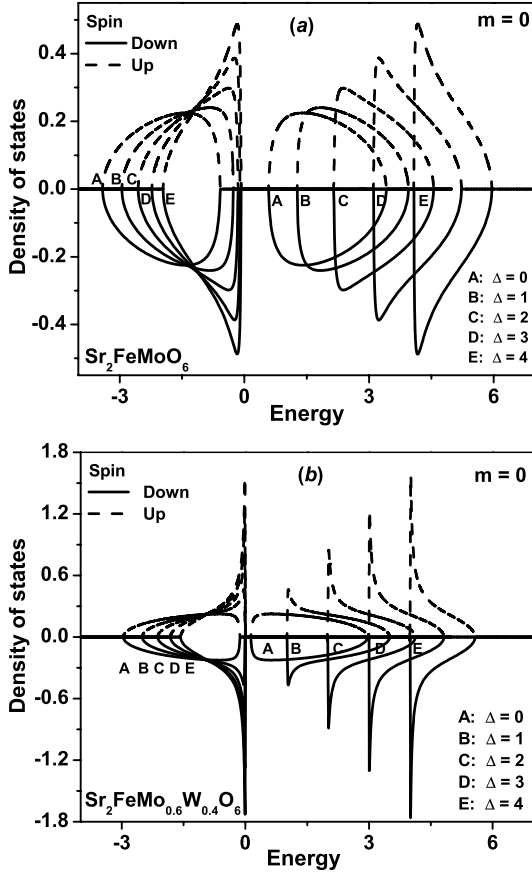 (a)
m = 0
Spin
Down
Up
0.4
0.2
0.0
-0.2
-0.4
Density of states
A B C D E
A B C D E
A: Δ = 0
B: Δ = 1
C: Δ = 2
D: Δ = 3
E: Δ = 4
Sr₂FeMoO₆
-3 0 3 6
Energy
(b)
m = 0
Spin
Down
Up
1.8
1.2
0.6
0.0
-0.6
-1.2
-1.8
Density of states
A B C D E
A B C D E
A: Δ = 0
B: Δ = 1
C: Δ = 2
D: Δ = 3
E: Δ = 4
Sr₂FeMo₀.₆W₀.₄O₆
-3 0 3 6
Energy